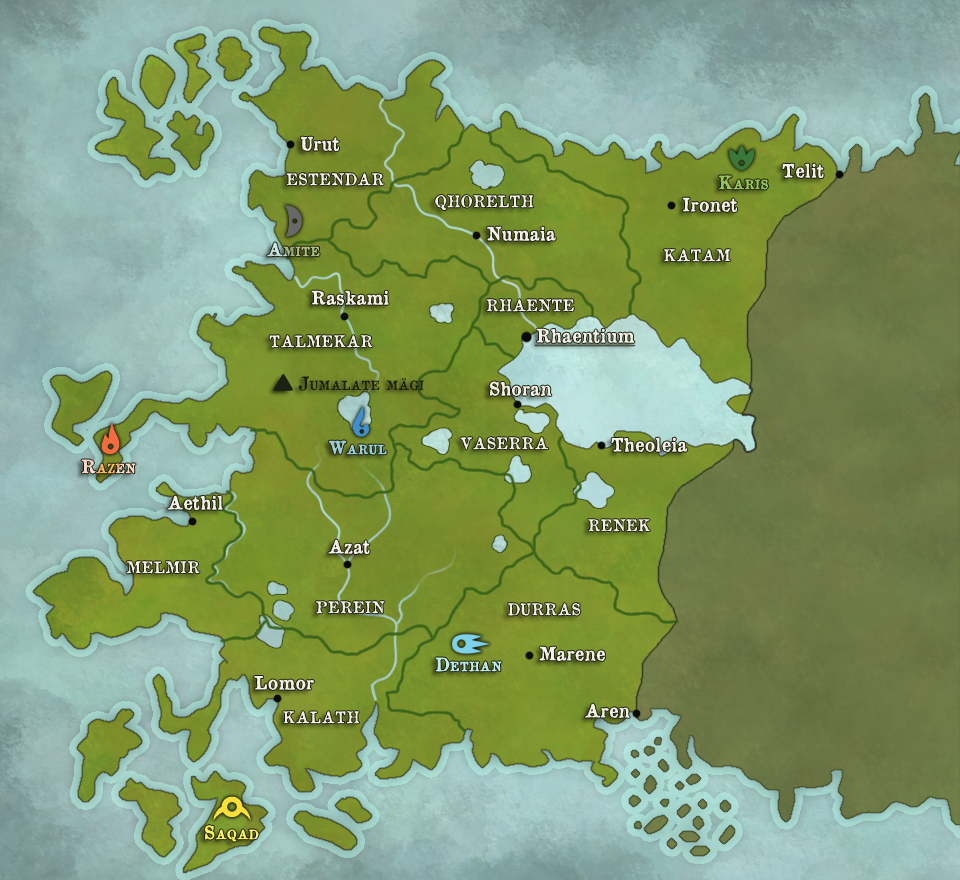 Urut
ESTENDAR
QHORELTH
Karis
Telit
Ironet
Amite
Numaia
KATAM
Raskami
RHAENTE
TALMEKAR
Rhaentium
Jumalate mägi
Shoran
Warul
VASERRA
Theoleia
Razen
Aethil
RENEK
Azat
MELMIR
PEREIN
DURRAS
Dethan
Marene
Lomor
KALATH
Aren
Saqad